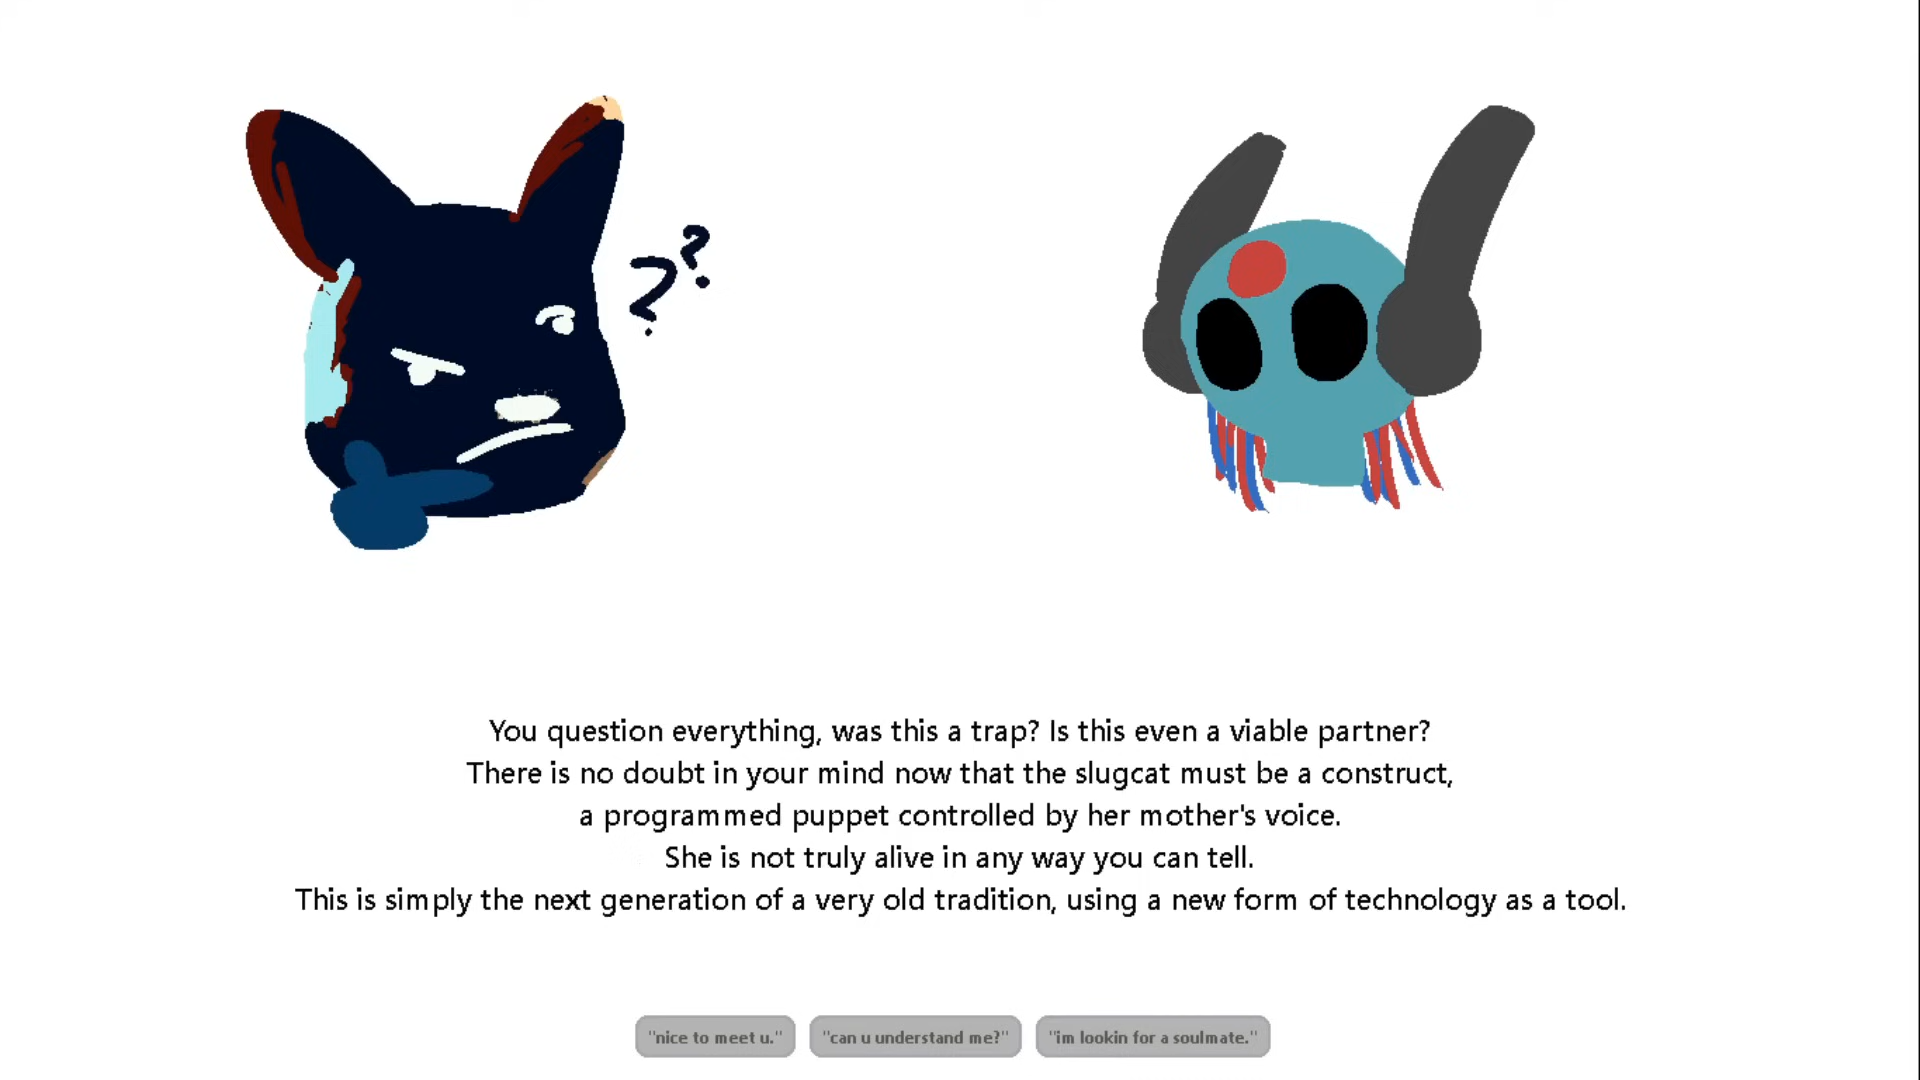 ? ?
You question everything, was this a trap? Is this even a viable partner?
There is no doubt in your mind now that the slugcat must be a construct,
a programmed puppet controlled by her mother's voice.
She is not truly alive in any way you can tell.
This is simply the next generation of a very old tradition, using a new form of technology as a tool.
"nice to meet u." "can u understand me?" "im lookin for a soulmate."